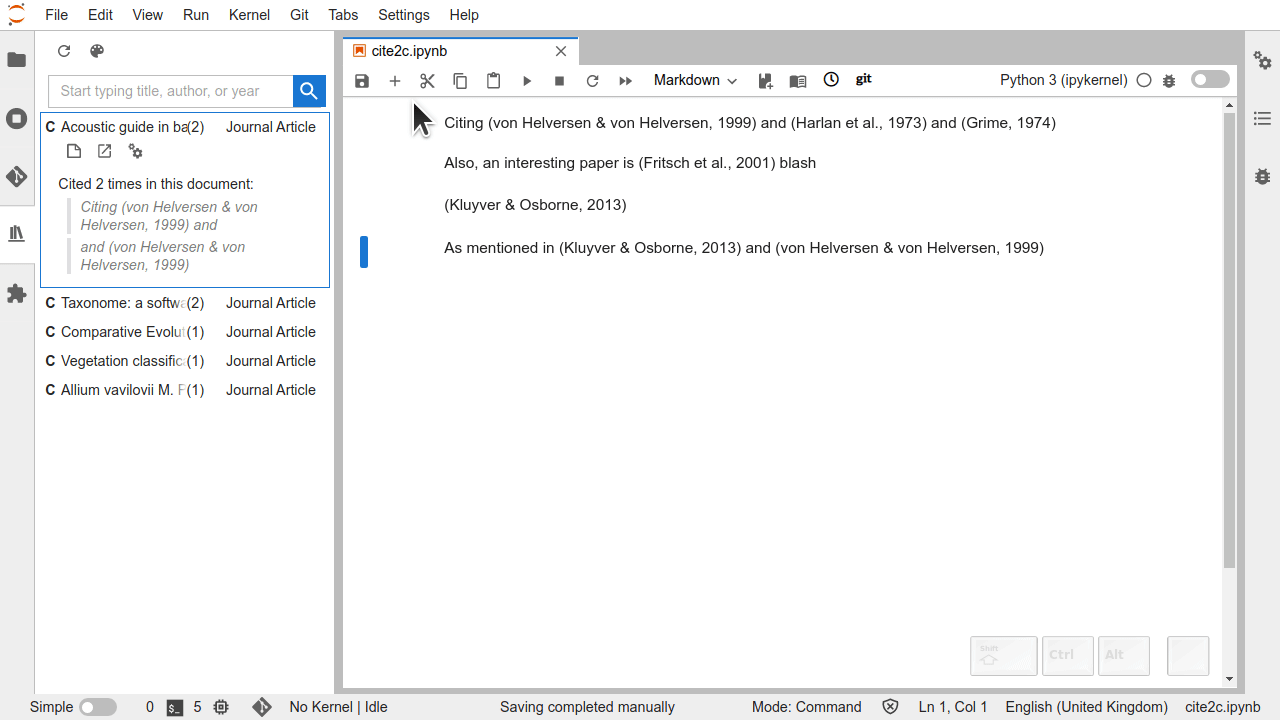 File Edit View Run Kernel Git Tabs Settings Help
Start typing title, author, or year
C Acoustic guide in ba(2) Journal Article
Cited 2 times in this document:
Citing (von Helversen & von
Helversen, 1999) and
and (von Helversen & von
Helversen, 1999)
C Taxonome: a softwa(2) Journal Article
C Comparative Evolut(1) Journal Article
C Vegetation classific(1) Journal Article
C Allium vavilovii M. P(1) Journal Article
cite2c.ipynb
Markdown git Python 3 (ipykernel)
Citing (von Helversen & von Helversen, 1999) and (Harlan et al., 1973) and (Grime, 1974)
Also, an interesting paper is (Fritsch et al., 2001) blash
(Kluyver & Osborne, 2013)
As mentioned in (Kluyver & Osborne, 2013) and (von Helversen & von Helversen, 1999)
Shift Ctrl Alt
Simple 0 $_ 5 No Kernel | Idle Saving completed manually Mode: Command Ln 1, Col 1 English (United Kingdom) cite2c.ipynb